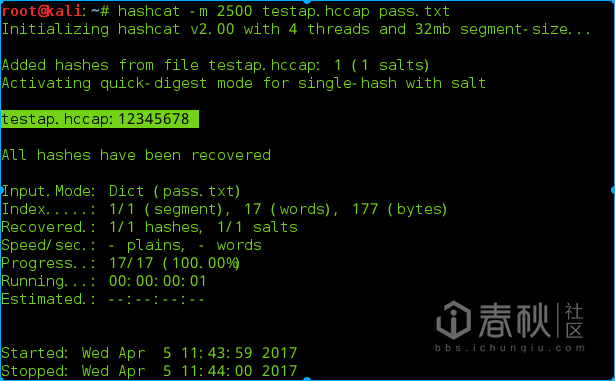 root@kali:~# hashcat -m 2500 testap.hccap pass.txt
Initializing hashcat v2.00 with 4 threads and 32mb segment-size...
Added hashes from file testap.hccap: 1 (1 salts)
Activating quick-digest mode for single-hash with salt
testap.hccap:12345678
All hashes have been recovered
Input.Mode: Dict (pass.txt)
Index.....: 1/1 (segment), 17 (words), 177 (bytes)
Recovered.: 1/1 hashes, 1/1 salts
Speed/sec.: - plains, - words
Progress..: 17/17 (100.00%)
Running...: 00:00:00:01
Estimated.: --:--:--:--
Started: Wed Apr  5 11:43:59 2017
Stopped: Wed Apr  5 11:44:00 2017
i春秋 社区
bbs.ichunqiu.com